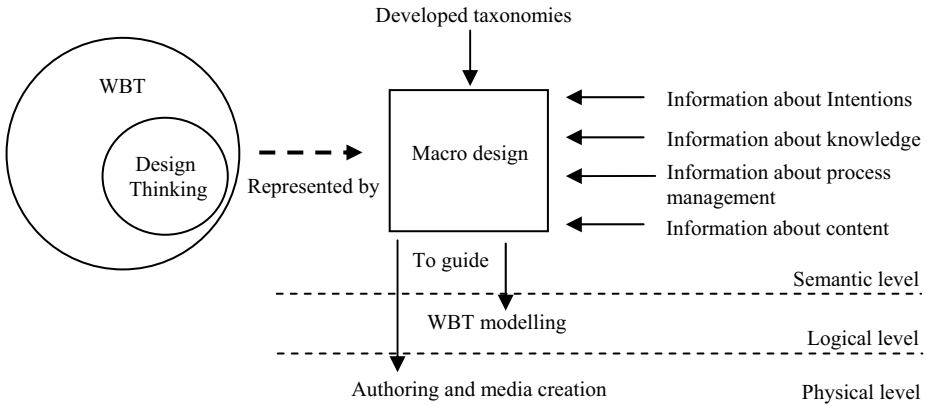 Developed taxonomies
WBT
Design
Thinking
Represented by
Macro design
Information about Intentions
Information about knowledge
Information about process
management
Information about content
To guide
Semantic level
WBT modelling
Logical level
Authoring and media creation
Physical level